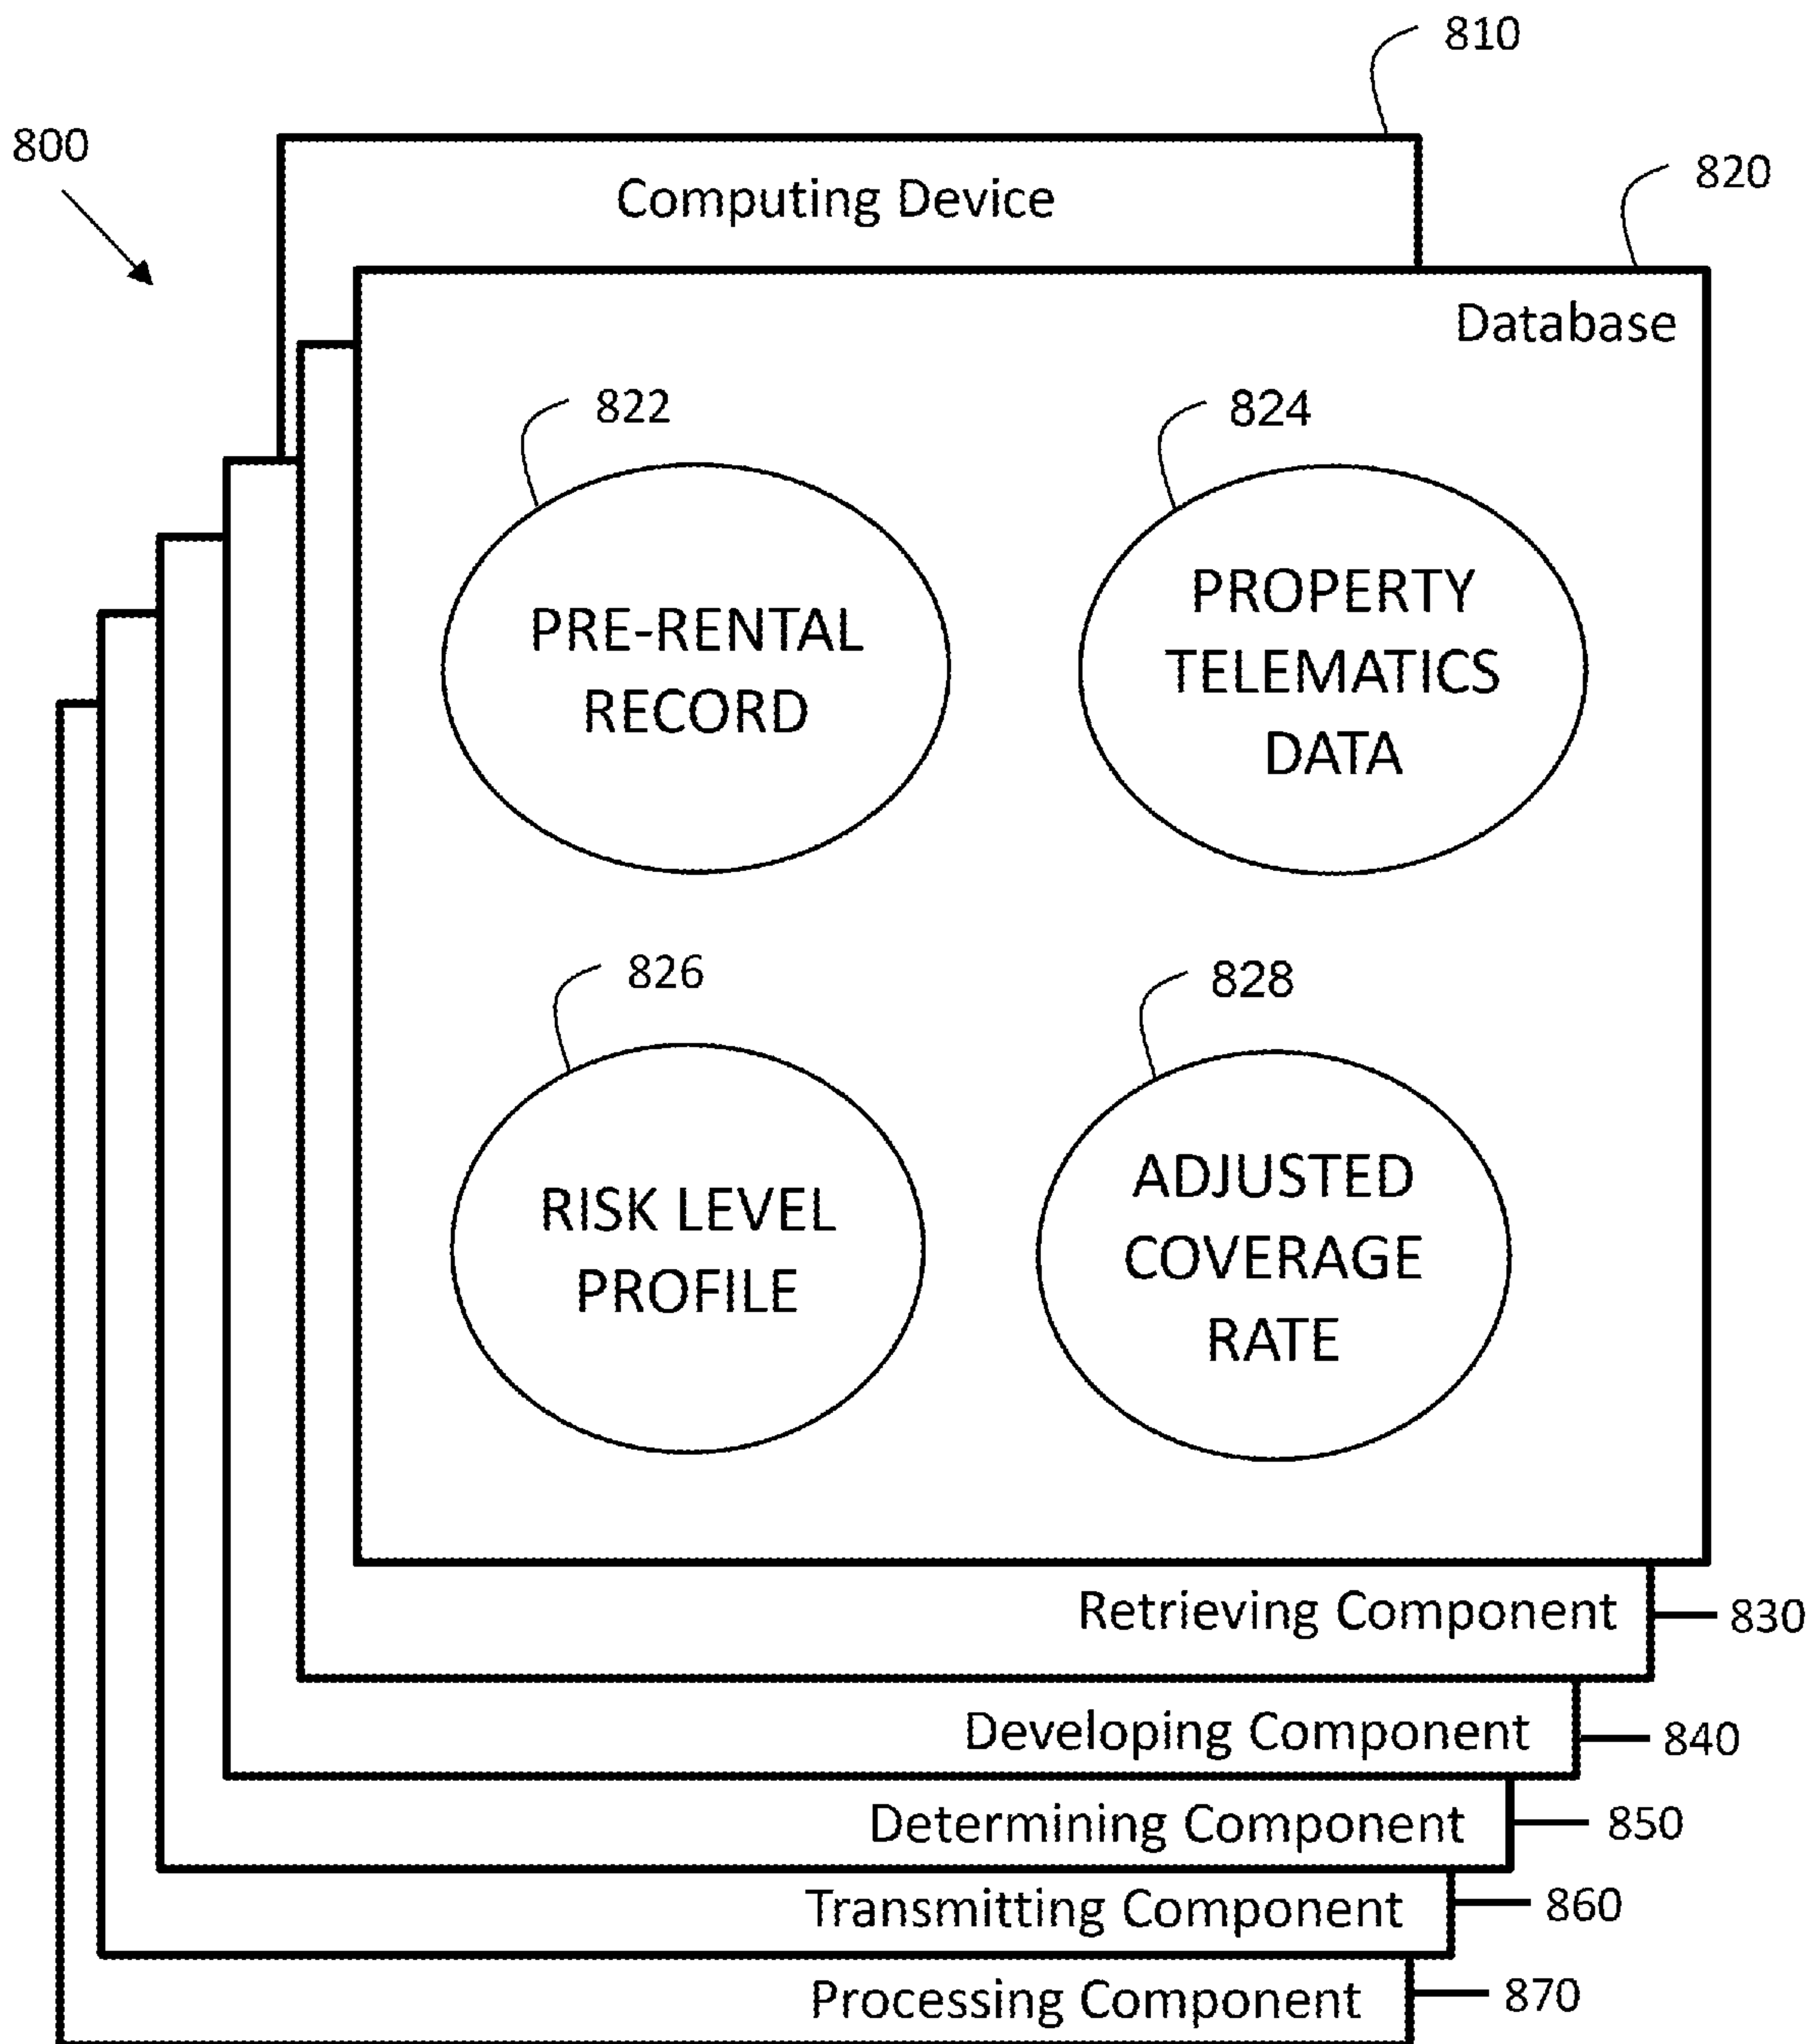 810
800
820
Computing Device
Database
822
824
PRE-RENTAL
RECORD
PROPERTY
TELEMATICS
DATA
826
828
RISK LEVEL
PROFILE
ADJUSTED
COVERAGE
RATE
Retrieving Component
830
Developing Component
840
Determining Component
850
Transmitting Component
860
Processing Component
870